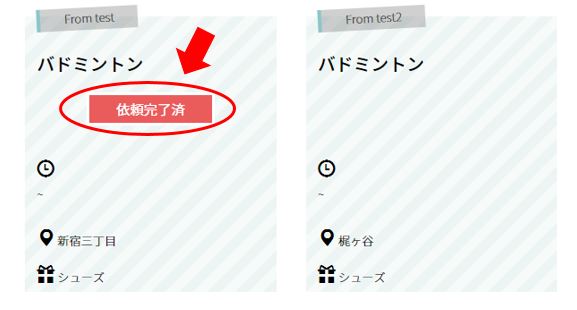 From test
バドミントン
依頼完了済
~
新宿三丁目
シューズ
From test2
バドミントン
~
梶ヶ谷
シューズ